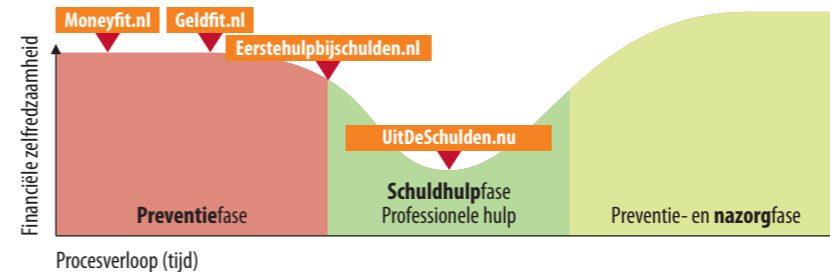 Moneyfit.nl
Geldfit.nl
Eerstehulpbijschulden.nl
UitDeSchulden.nu
Financiële zelfredzaamheid
Preventiefase
Schuldhulpfase
Professionele hulp
Preventie- en nazorgfase
Procesverloop (tijd)